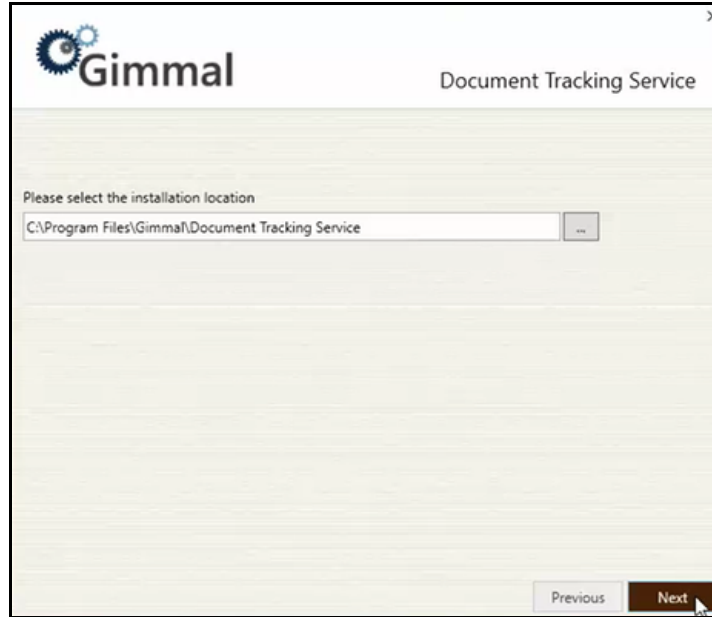 Gimmal
Document Tracking Service
Please select the installation location
C:\Program Files\Gimmal\Document Tracking Service
...
Previous
Next